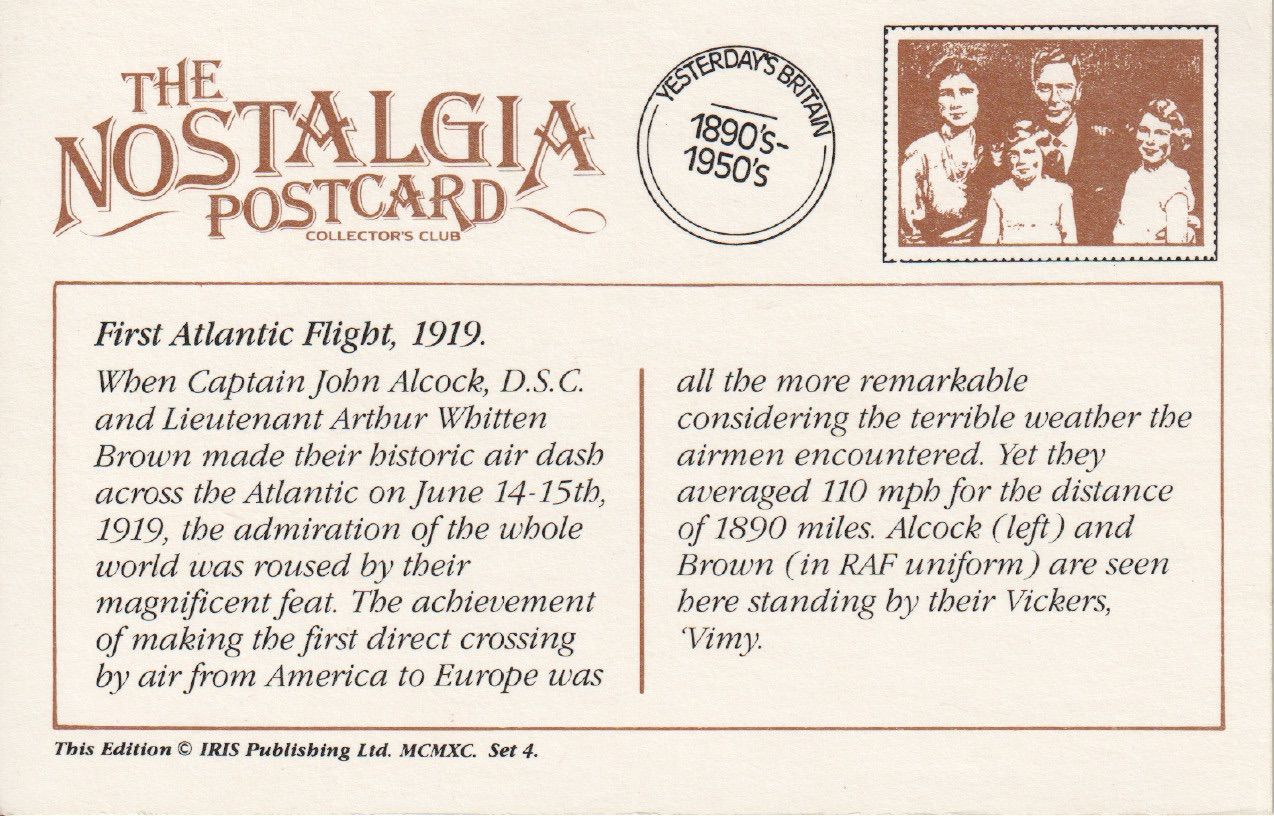 THE
NOSTALGIA
POSTCARD
COLLECTOR'S CLUB
YESTERDAY'S BRITAIN
1890's-
1950's
First Atlantic Flight, 1919.
When Captain John Alcock, D.S.C.
and Lieutenant Arthur Whitten
Brown made their historic air dash
across the Atlantic on June 14-15th,
1919, the admiration of the whole
world was roused by their
magnificent feat. The achievement
of making the first direct crossing
by air from America to Europe was
all the more remarkable
considering the terrible weather the
airmen encountered. Yet they
averaged 110 mph for the distance
of 1890 miles. Alcock (left) and
Brown (in RAF uniform) are seen
here standing by their Vickers,
'Vimy.
This Edition © IRIS Publishing Ltd. MCMXC. Set 4.